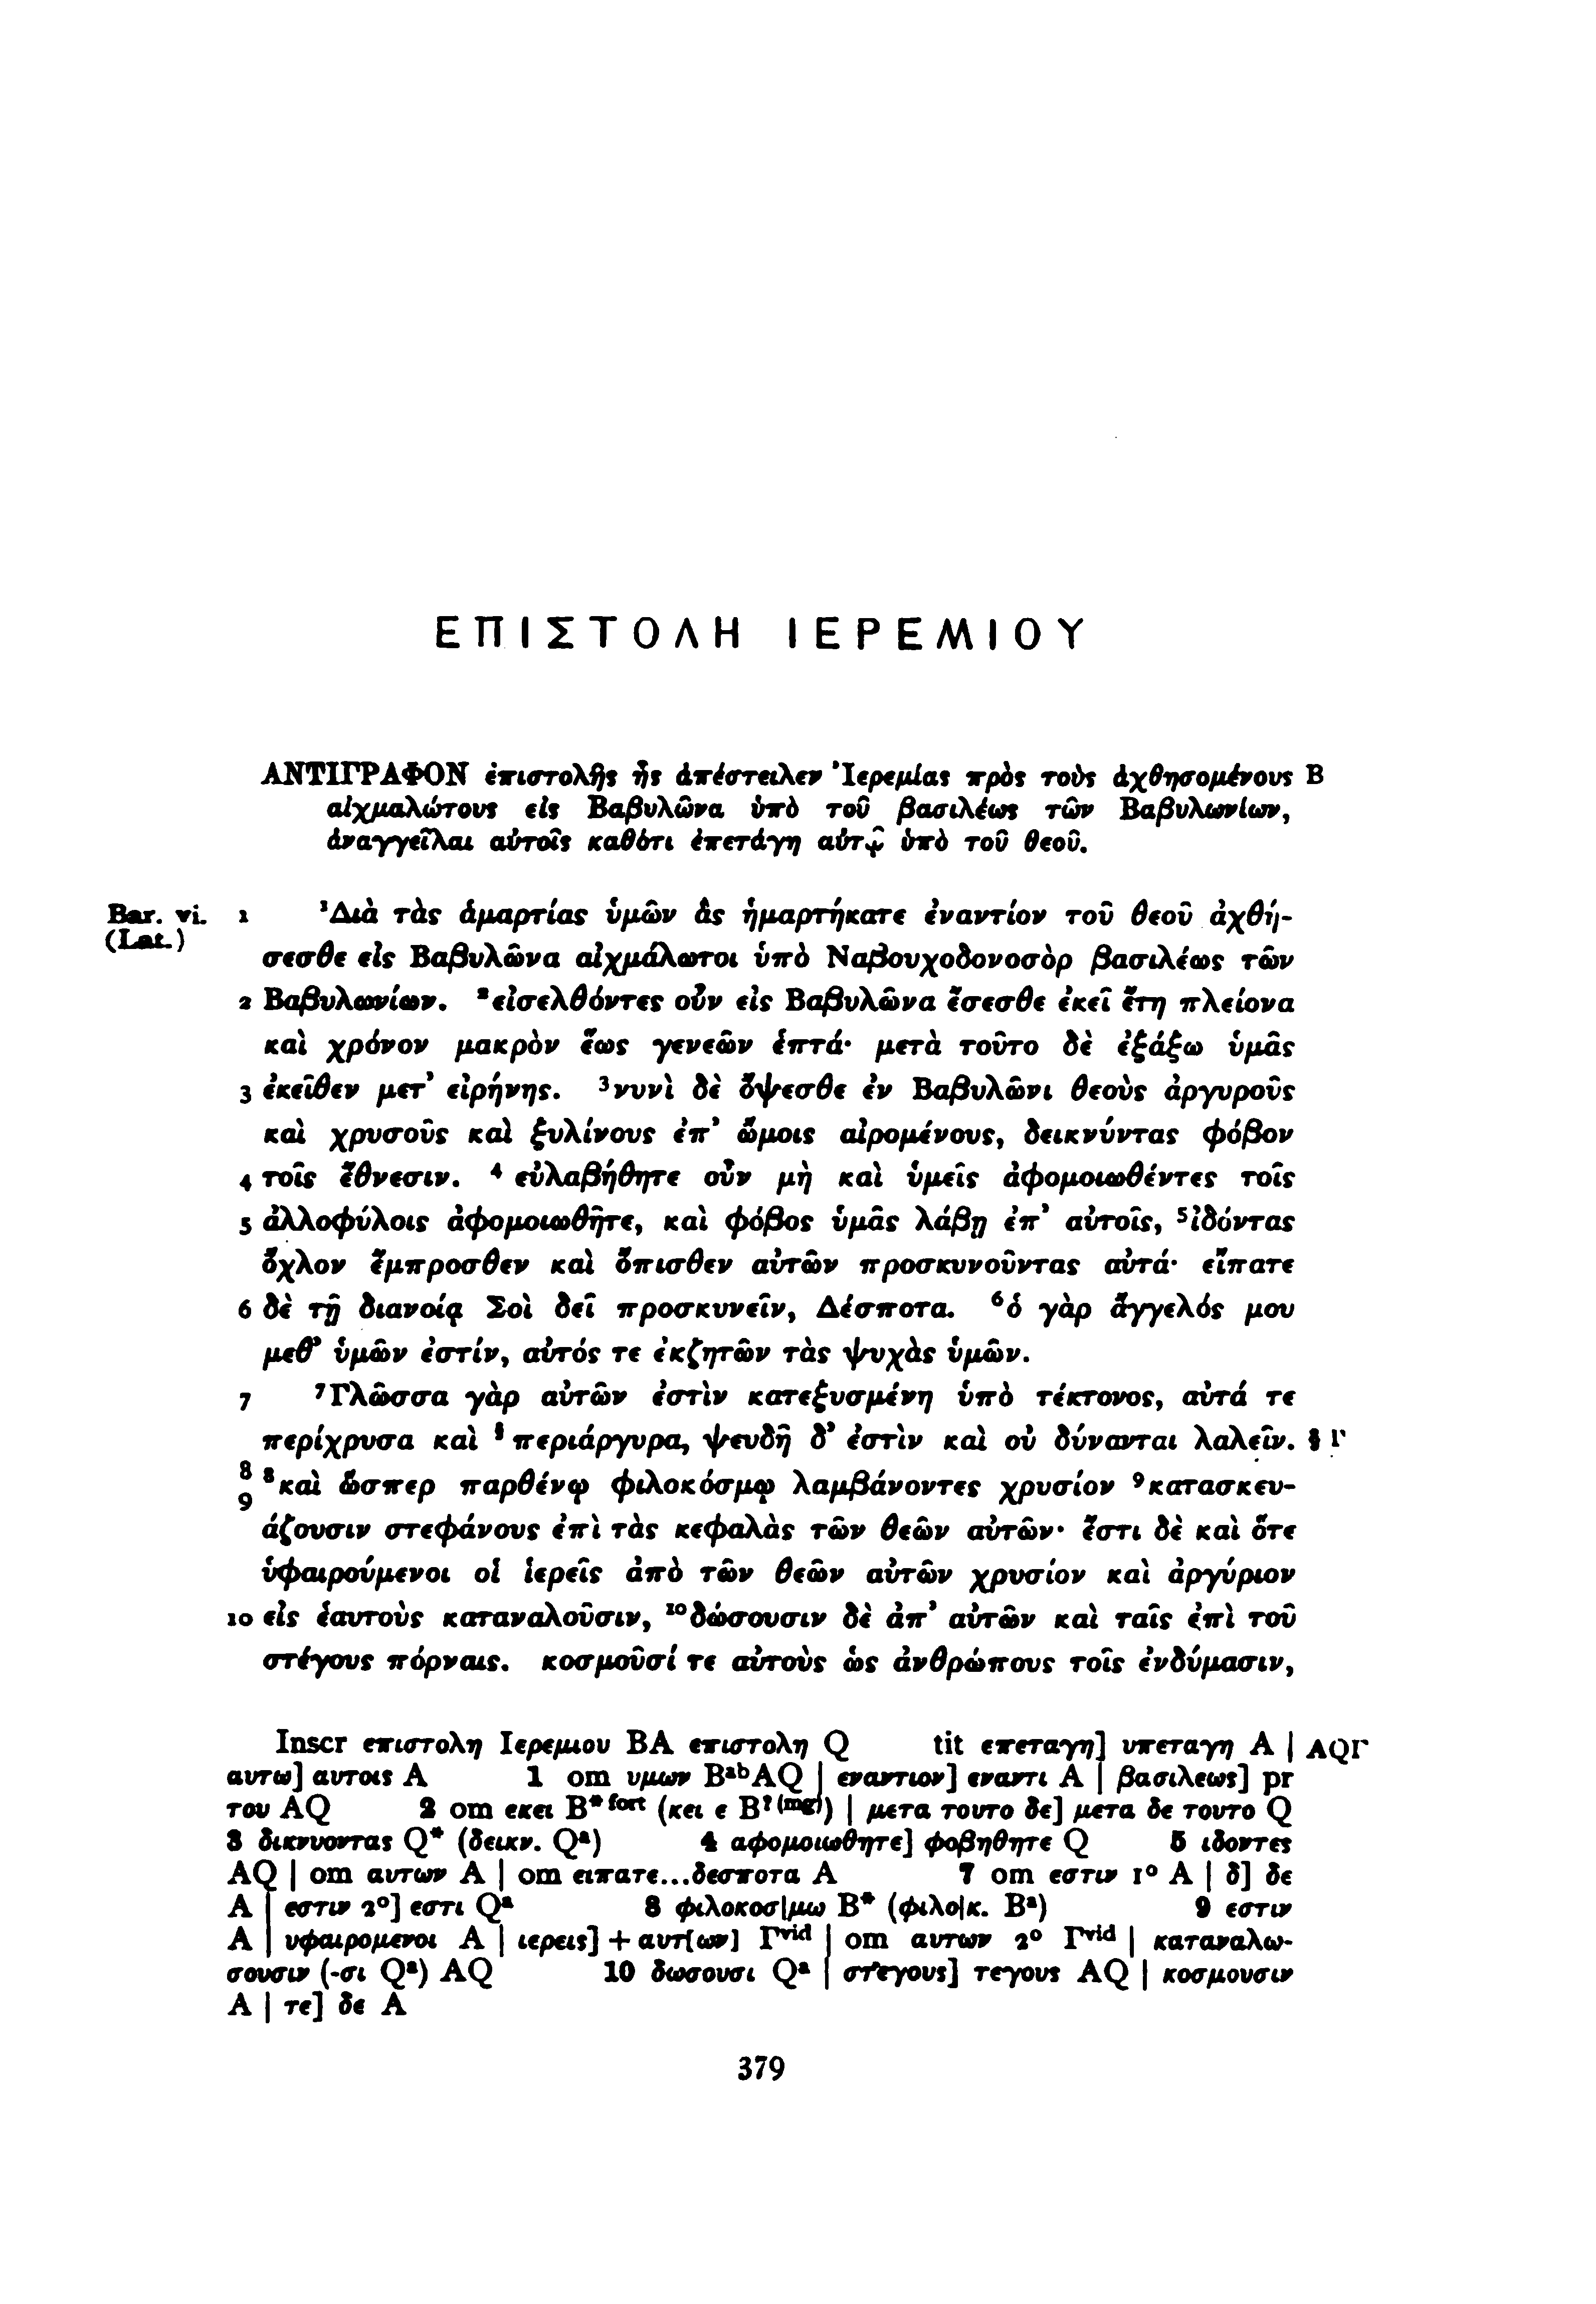 ΕΠΙΣΤΟΛΗ ΙΕΡΕΜΙΟΥ
ΑΝΤΙΓΡΑΦΟΝ ἐπιστολῆς ἧς ἀπέστειλεν Ἰερεμίας πρὸς τοὺς ἀχθησομένους B
αἰχμαλώτους εἰς Βαβυλῶνα ὑπὸ τοῦ βασιλέως τῶν Βαβυλωνίων,
ἀναγγεῖλαι αὐτοῖς καθότι ἐπετάγη αὐτῷ ὑπὸ τοῦ θεοῦ.
Bar. vi. 1 ¹Διὰ τὰς ἁμαρτίας ὑμῶν ἃς ἡμαρτήκατε ἐναντίον τοῦ θεοῦ ἀχθή-
(Lat.) σεσθε εἰς Βαβυλῶνα αἰχμάλωτοι ὑπὸ Ναβουχοδονοσὸρ βασιλέως τῶν
2 Βαβυλωνίων. ²εἰσελθόντες οὖν εἰς Βαβυλῶνα ἔσεσθε ἐκεῖ ἔτη πλείονα
καὶ χρόνον μακρὸν ἕως γενεῶν ἑπτά· μετὰ τοῦτο δὲ ἐξάξω ὑμᾶς
3 ἐκεῖθεν μετ’ εἰρήνης. ³νυνὶ δὲ ὄψεσθε ἐν Βαβυλῶνι θεοὺς ἀργυροῦς
καὶ χρυσοῦς καὶ ξυλίνους ἐπ’ ὤμοις αἰρομένους, δεικνύντας φόβον
4 τοῖς ἔθνεσιν. ⁴εὐλαβήθητε οὖν μὴ καὶ ὑμεῖς ἀφομοιωθέντες τοῖς
5 ἀλλοφύλοις ἀφομοιωθῆτε, καὶ φόβος ὑμᾶς λάβῃ ἐπ’ αὐτοῖς, ⁵ἰδόντας
ὄχλον ἔμπροσθεν καὶ ὄπισθεν αὐτῶν προσκυνοῦντας αὐτά· εἴπατε
6 δὲ τῇ διανοίᾳ Σοὶ δεῖ προσκυνεῖν, Δέσποτα. ⁶ὁ γὰρ ἄγγελός μου
μεθ’ ὑμῶν ἐστίν, αὐτός τε ἐκζητῶν τὰς ψυχὰς ὑμῶν.
7 ⁷Γλῶσσα γὰρ αὐτῶν ἐστὶν κατεξυσμένη ὑπὸ τέκτονος, αὐτά τε
περίχρυσα καὶ § περιάργυρα, ψευδῆ δ’ ἐστὶν καὶ οὐ δύνανται λαλεῖν. § Γ
8 ⁸καὶ ὥσπερ παρθένῳ φιλοκόσμῳ λαμβάνοντες χρυσίον ⁹κατασκευ-
9 άζουσιν στεφάνους ἐπὶ τὰς κεφαλὰς τῶν θεῶν αὐτῶν· ἔστι δὲ καὶ ὅτε
ὑφαιρούμενοι οἱ ἱερεῖς ἀπὸ τῶν θεῶν αὐτῶν χρυσίον καὶ ἀργύριον
10 εἰς ἑαυτοὺς καταναλοῦσιν, ¹⁰δώσουσιν δὲ ἀπ’ αὐτῶν καὶ ταῖς ἐπὶ τοῦ
στέγους πόρναις. κοσμοῦσί τε αὐτοὺς ὡς ἀνθρώπους τοῖς ἐνδύμασιν,
Inscr επιστολη Ιερεμιου BA επιστολη Q tit επεταγη] υπεταγη A | AQΓ
αυτω] αυτοις A 1 om υμων BᵃᵇAQ | εναντιον] εναντι A | βασιλεως] pr
του AQ 2 om εκει B*ᶠᵒʳᵗ (κει ε B?⁽ᵐᵍ⁾) | μετα τουτο δε] μετα δε τουτο Q
3 δικνυοντας Q* (δεικν. Qᵃ) 4 αφομοιωθητε] φοβηθητε Q 5 ιδοντες
AQ | om αυτων A | om ειπατε...δεσποτα A 7 om εστιν 1° A | δ] δε
A | εστιν 2°] εστι Qᵃ 8 φιλοκοσ|μω B* (φιλο|κ. Bᵃ) 9 εστιν
A | υφαιρομενοι A | ιερεις] + αυτ[ων] Γᵛⁱᵈ | om αυτων 2° Γᵛⁱᵈ | καταναλω-
σουσιν (-σι Qᵃ) AQ 10 δωσουσι Qᵃ | στεγους] τεγους AQ | κοσμουσιν
A | τε] δε A
379